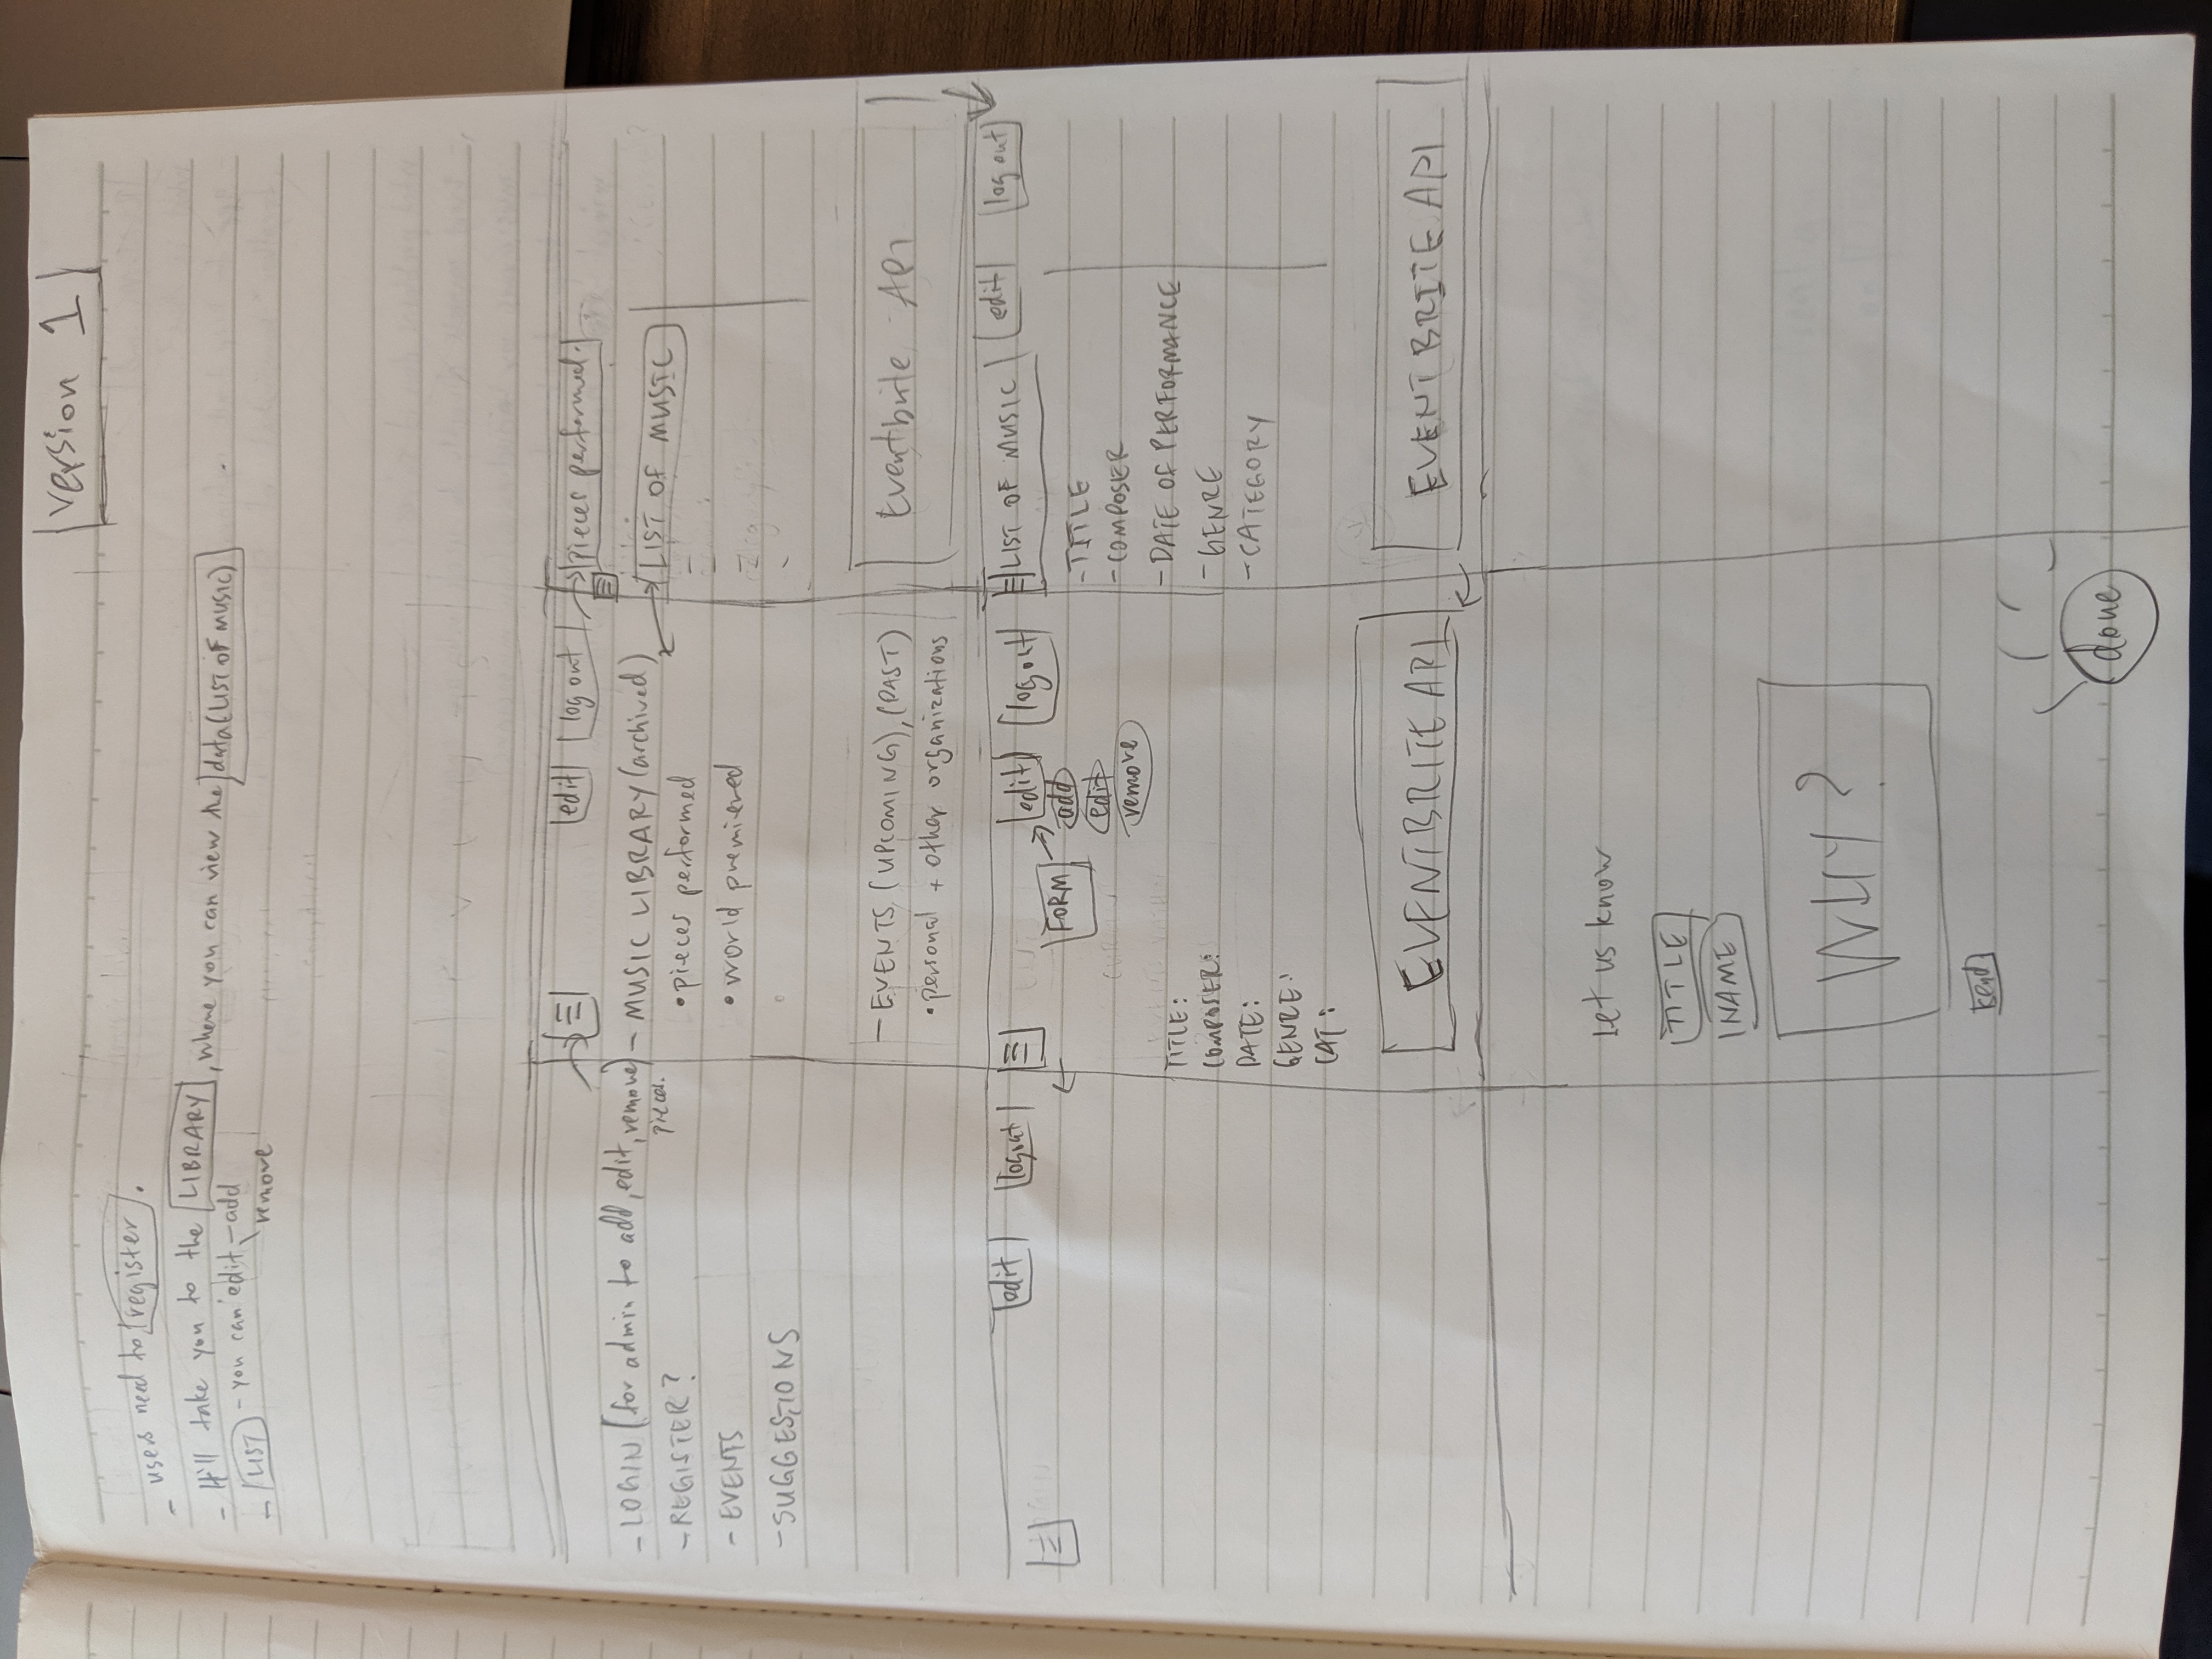 version 1
- users need to register.
- It'll take you to the LIBRARY, where you can view the data(LIST OF MUSIC)
- LIST - you can edit - add
remove
- LOGIN (for admin to add, edit, remove)
pieces.
- REGISTER?
- EVENTS
- SUGGESTIONS
edit log out
- MUSIC LIBRARY (archived)
• pieces performed
• world premiered
- EVENTS (UPCOMING), (PAST)
• personal + other organizations
pieces performed.
LIST OF MUSIC
Eventbrite API
edit logout
edit log out
FORM
add
edit
remove
TITLE:
COMPOSER:
DATE:
GENRE:
CAT:
EVENTBRITE API
LIST OF MUSIC edit log out
- TITLE
- COMPOSER
- DATE OF PERFORMANCE
- GENRE
- CATEGORY
EVENTBRITE API
Let us know
TITLE
NAME
WHY?
send
done